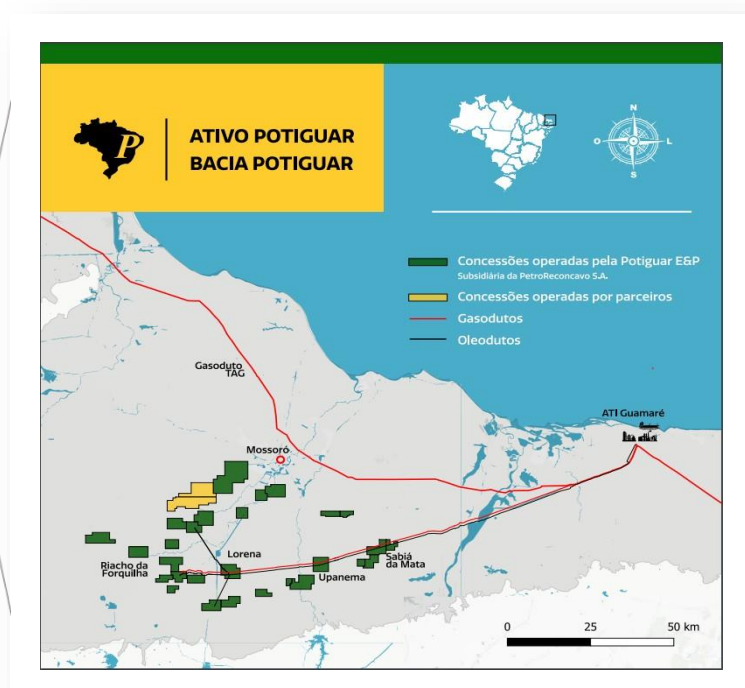 P
ATIVO POTIGUAR
BACIA POTIGUAR
N
O
L
S
Concessões operadas pela Potiguar E&P
Subsidiária da PetroReconcavo S.A.
Concessões operadas por parceiros
Gasodutos
Oleodutos
Gasoduto
TAG
ATI Guamaré
Mossoró
Lorena
Sabiá
da Mata
Riacho da
Forquilha
Upanema
0 25 50 km